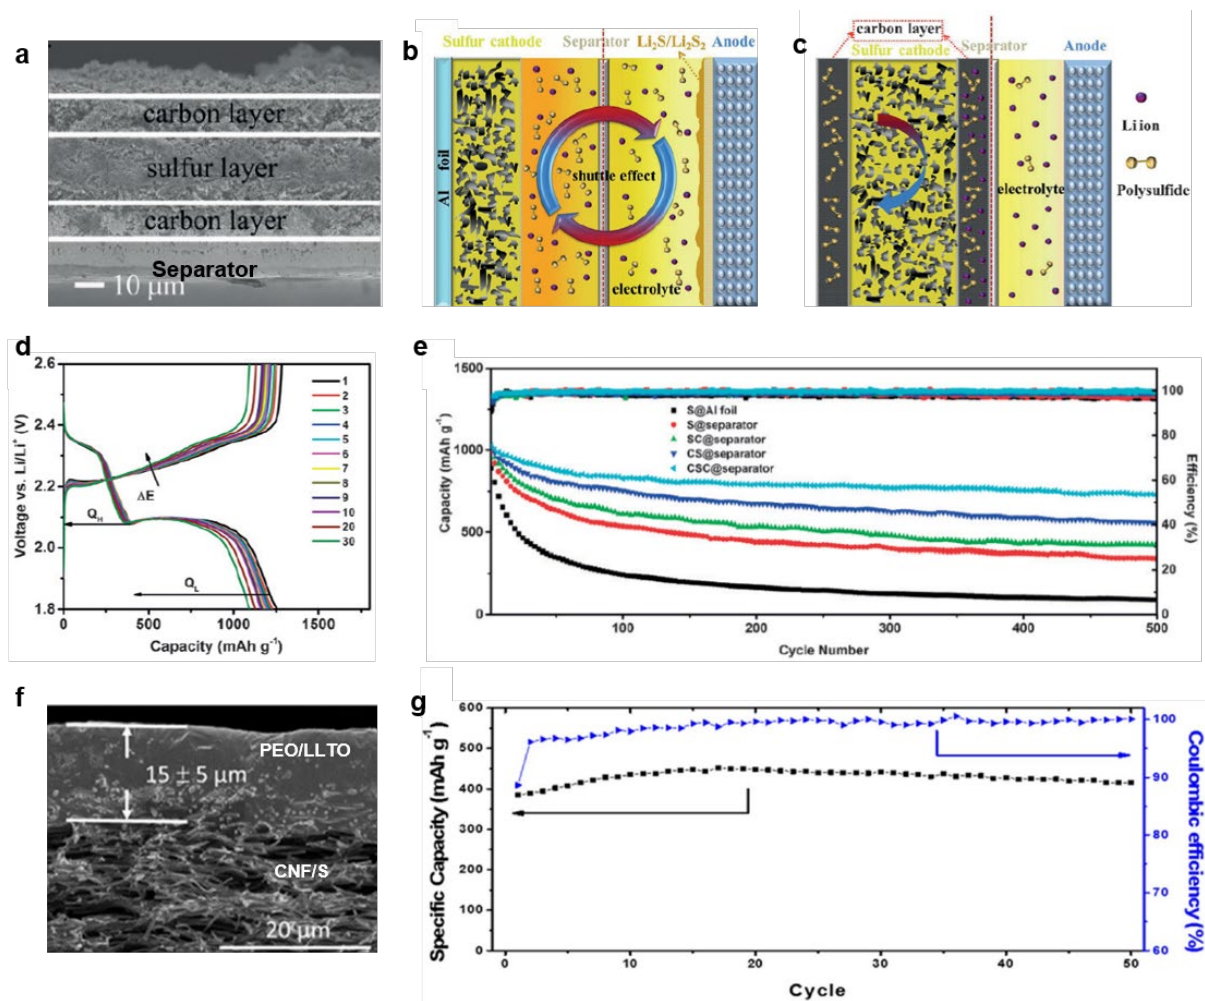 a
carbon layer
sulfur layer
carbon layer
Separator
10 μm
b
Sulfur cathode
Separator
Li2S/Li2S2
Anode
Al foil
shuttle effect
electrolyte
c
carbon layer
Sulfur cathode
Separator
Anode
electrolyte
Li ion
Polysulfide
d
2.6
2.4
2.2
2.0
1.8
Voltage vs. Li/Li+ (V)
QH
QL
ΔE
1
2
3
4
5
6
7
8
9
10
20
30
0
500
1000
1500
Capacity (mAh g-1)
e
1500
1000
500
0
Capacity (mAh g-1)
S@Al foil
S@separator
SC@separator
CS@separator
CSC@separator
100
80
60
40
20
0
Efficiency (%)
100
200
300
400
500
Cycle Number
f
PEO/LLTO
15 ± 5 μm
CNF/S
20 μm
g
600
500
550
400
300
200
100
0
Specific Capacity (mAh g-1)
100
90
80
70
60
Coulombic efficiency (%)
0
10
20
30
40
50
Cycle